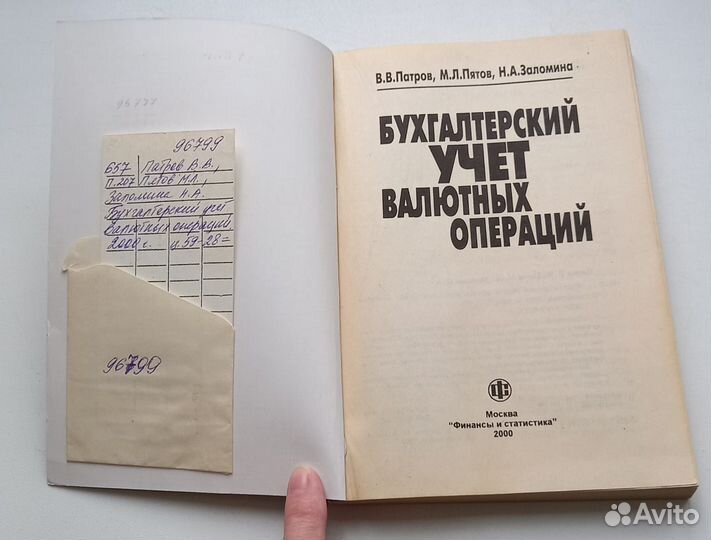 96799
657 Патров В.В.,
П.207 Пятов М.Л.,
Заломина Н.А.
Бухгалтерский учет
валютных операций
2000 г. ц. 59-28=
96799
В.В.Патров, М.Л.Пятов, Н.А.Заломина
БУХГАЛТЕРСКИЙ
УЧЕТ
ВАЛЮТНЫХ
ОПЕРАЦИЙ
ФС
Москва
"Финансы и статистика"
2000
Avito